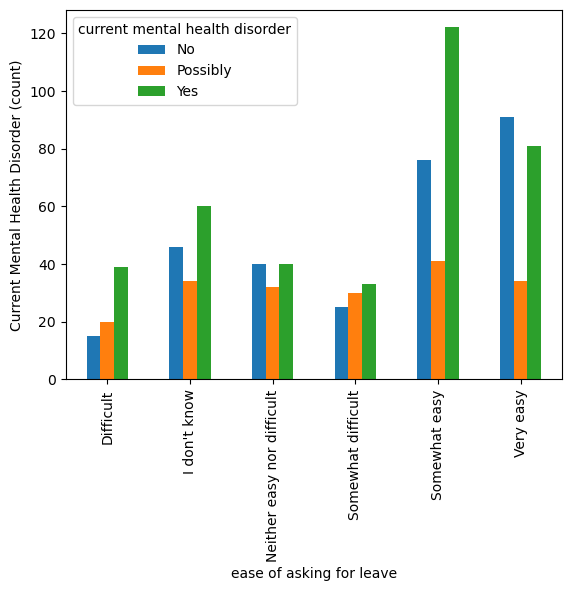 current mental health disorder
No
Possibly
Yes
Current Mental Health Disorder (count)
120
100
80
60
40
20
0
Difficult
I don't know
Neither easy nor difficult
Somewhat difficult
Somewhat easy
Very easy
ease of asking for leave